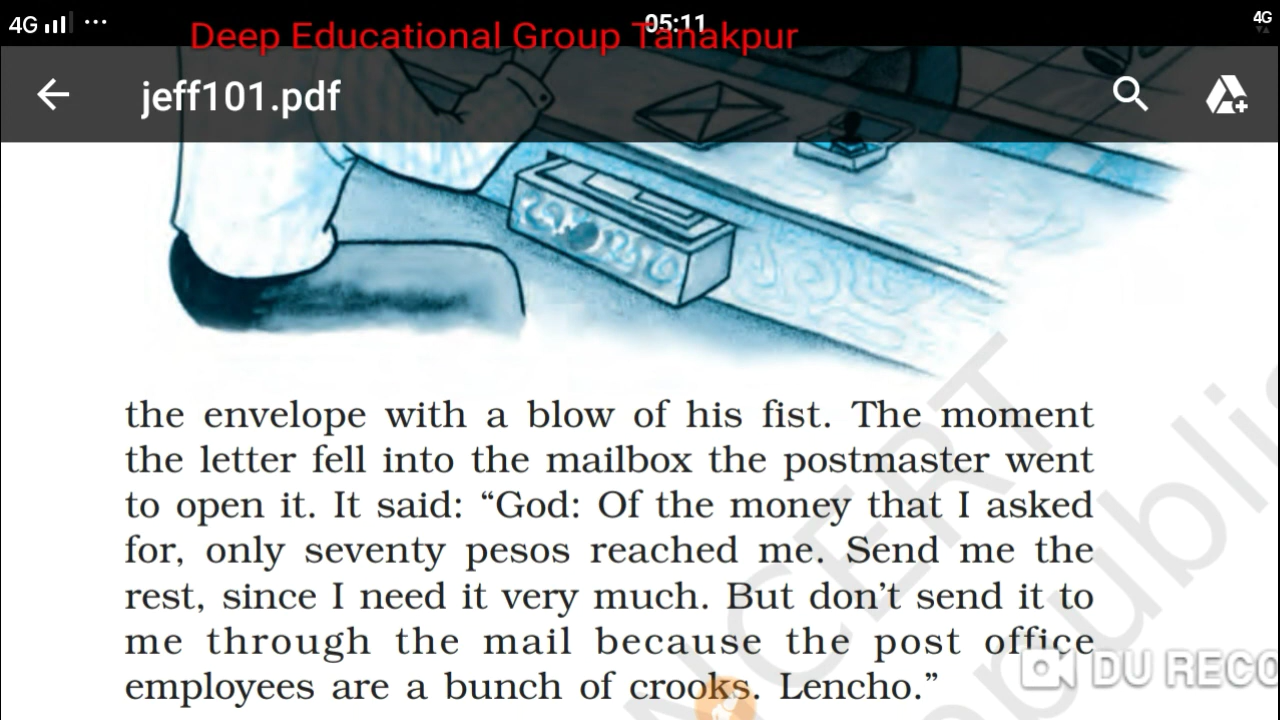 4G 05:11 4G
Deep Educational Group Tanakpur
jeff101.pdf
the envelope with a blow of his fist. The moment
the letter fell into the mailbox the postmaster went
to open it. It said: “God: Of the money that I asked
for, only seventy pesos reached me. Send me the
rest, since I need it very much. But don’t send it to
me through the mail because the post office
employees are a bunch of crooks. Lencho.”
NCERT
republi
DU RECO